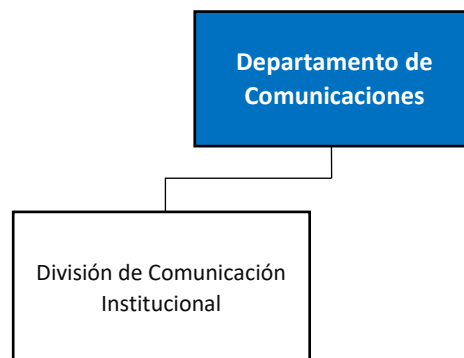 Departamento de
Comunicaciones
División de Comunicación
Institucional